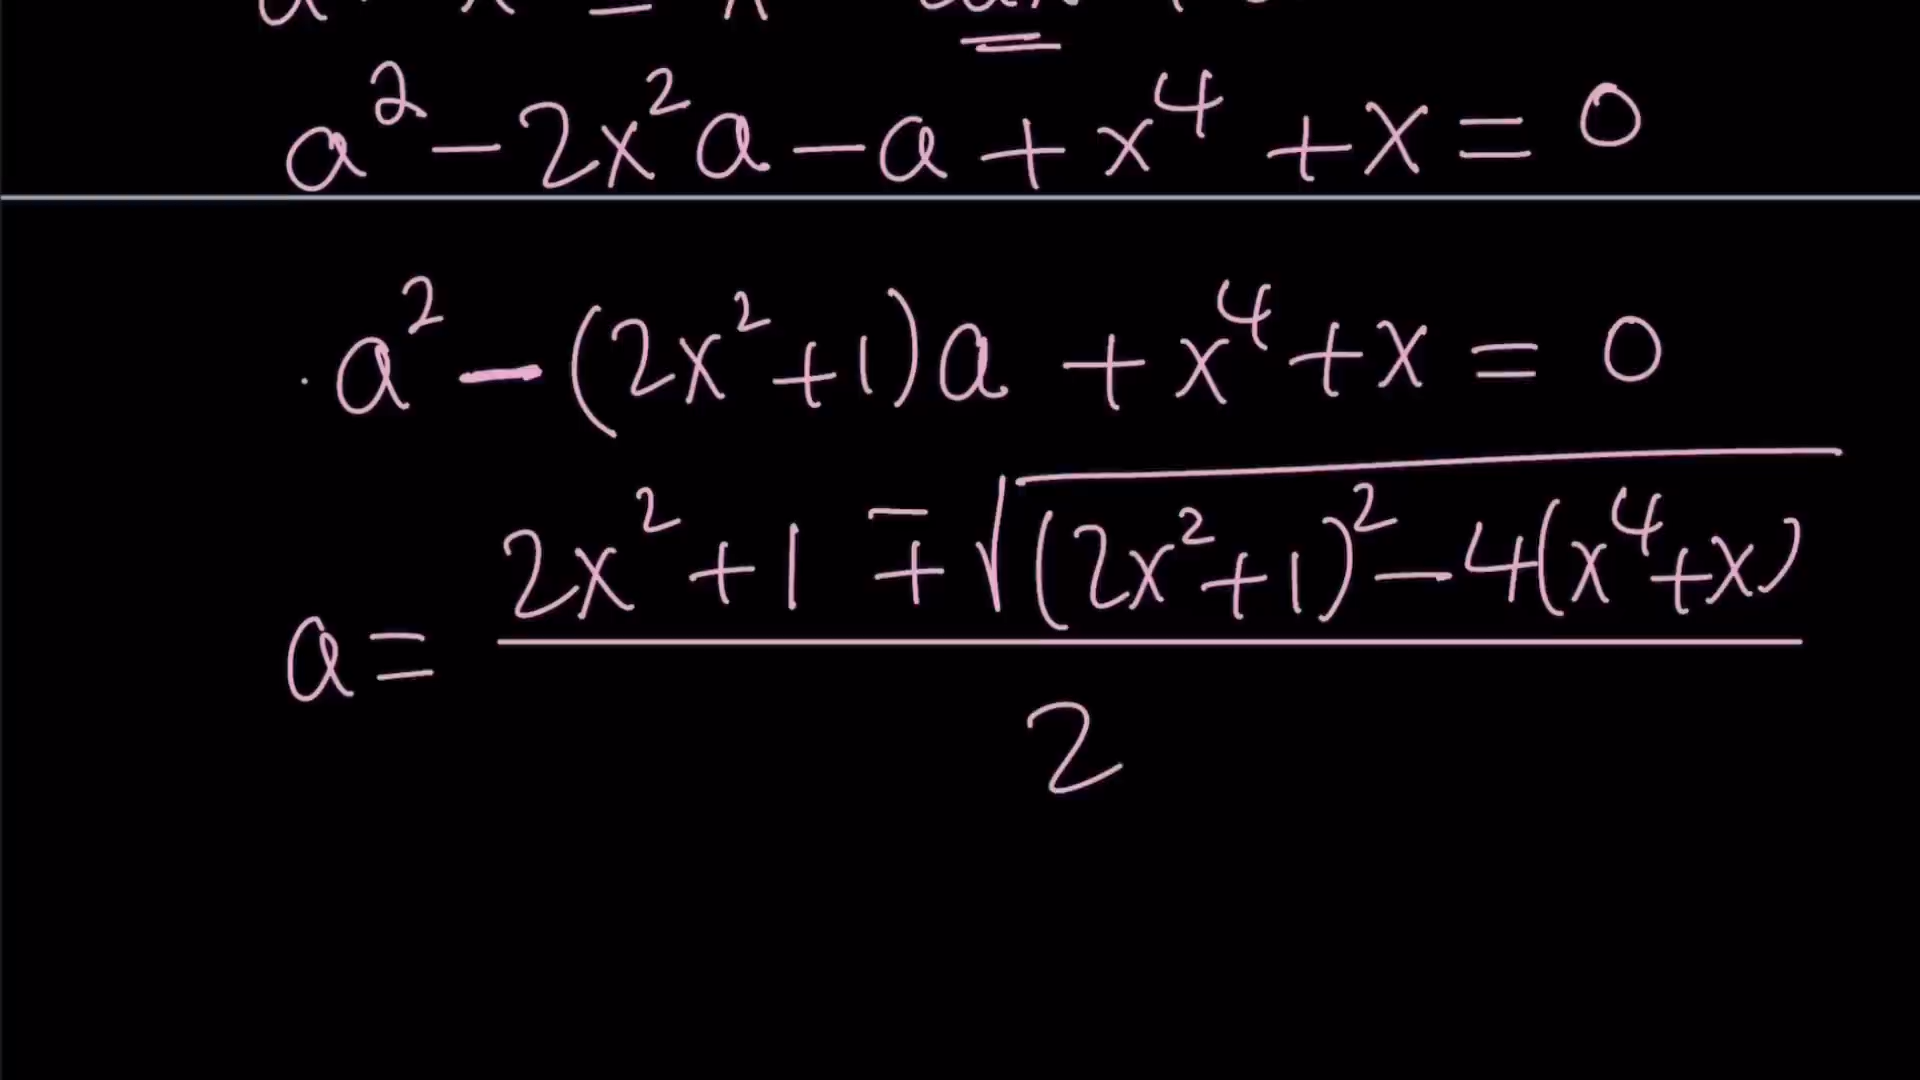 a² - 2x²a - a + x⁴ + x = 0
a² - (2x²+1)a + x⁴ + x = 0
a = (2x²+1 ∓ √((2x²+1)² - 4(x⁴+x))) / 2